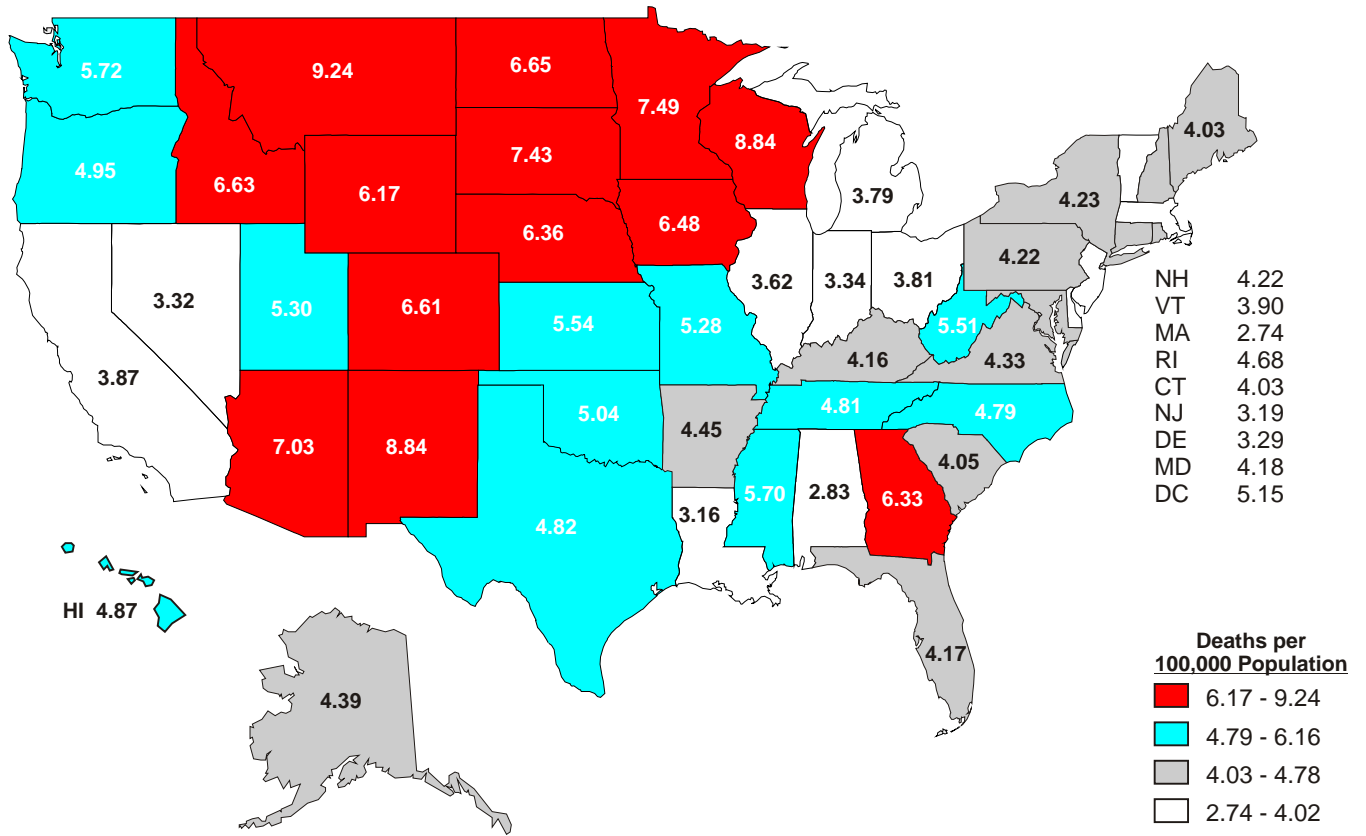 5.72
9.24
6.65
7.49
8.84
4.03
4.95
6.63
6.17
7.43
3.79
4.23
6.36
6.48
4.22
3.32
5.30
6.61
3.62
3.34
3.81
5.54
5.28
5.51
4.16
4.33
3.87
7.03
8.84
5.04
4.45
4.81
4.79
4.05
4.82
3.16
5.70
2.83
6.33
HI 4.87
4.39
4.17
NH 4.22
VT 3.90
MA 2.74
RI 4.68
CT 4.03
NJ 3.19
DE 3.29
MD 4.18
DC 5.15
Deaths per
100,000 Population
6.17 - 9.24
4.79 - 6.16
4.03 - 4.78
2.74 - 4.02